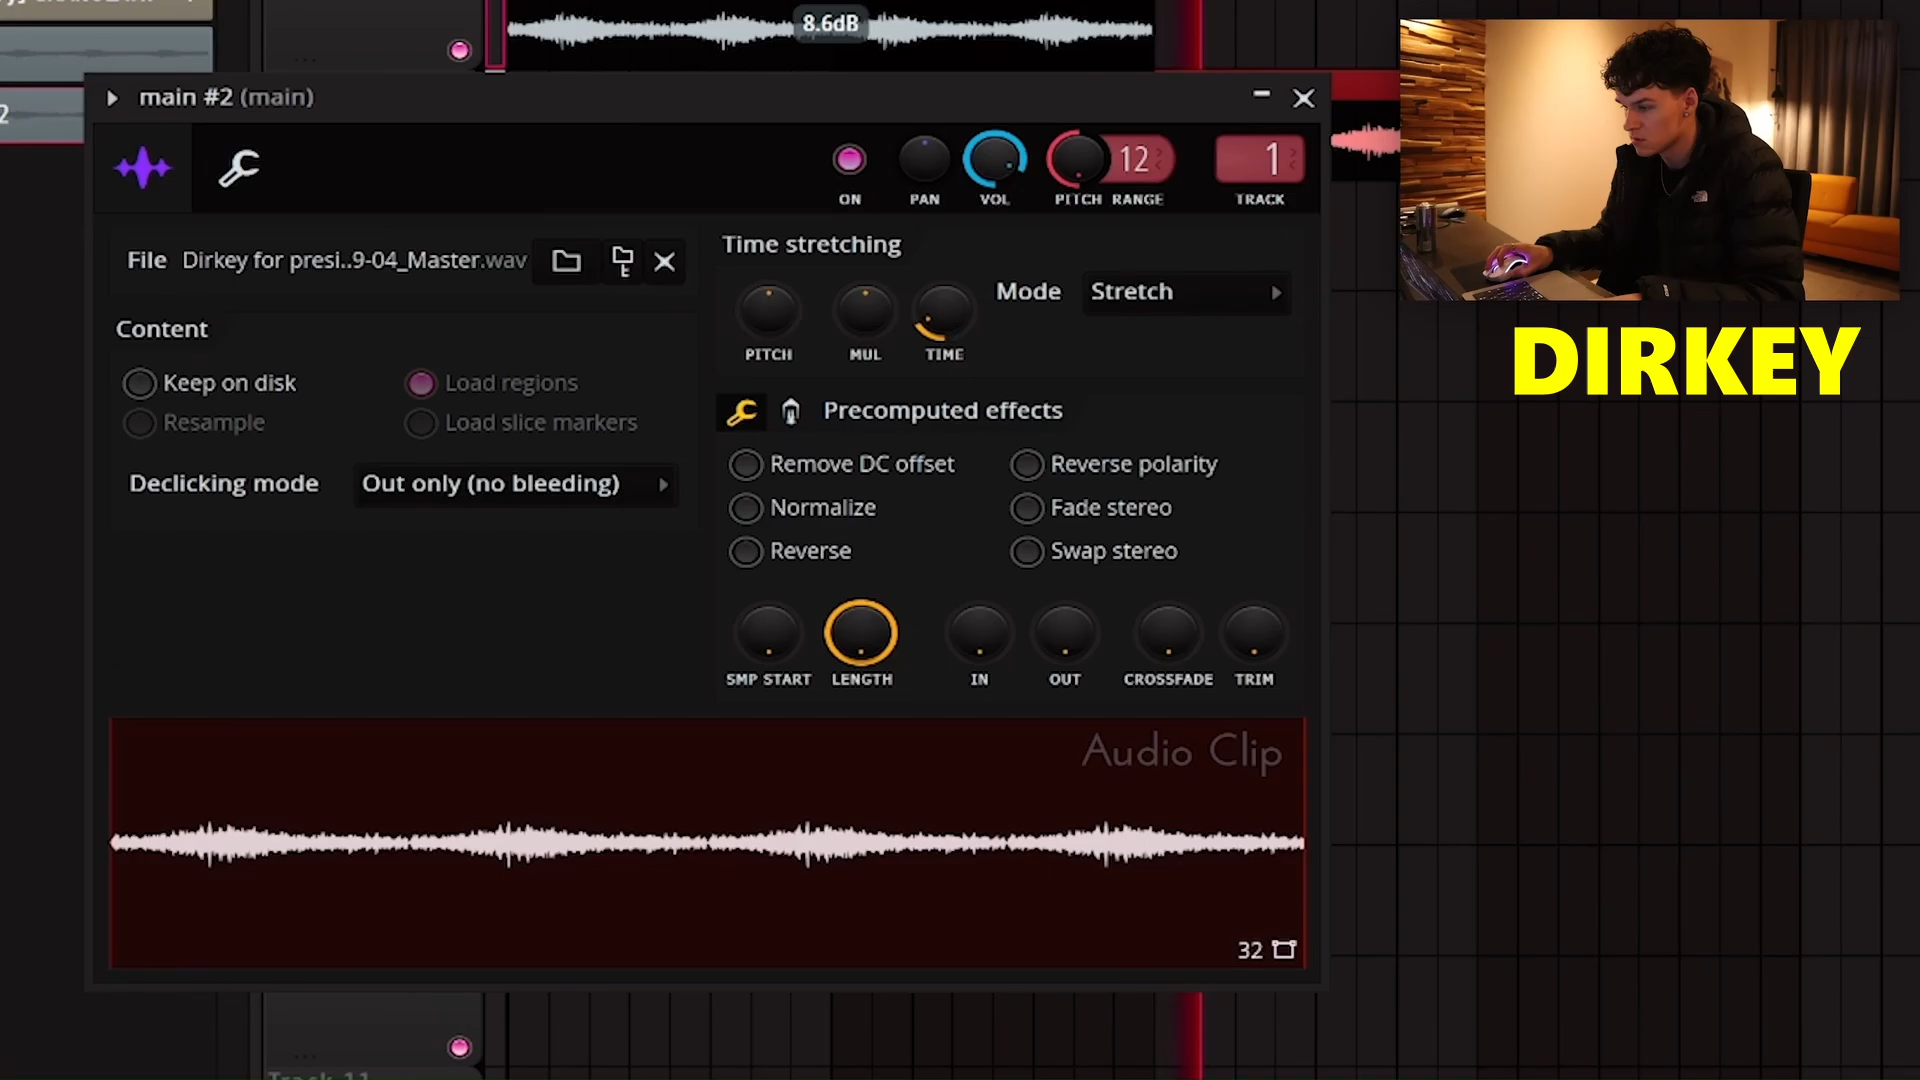 8.6dB
2
main #2 (main)
12
1
ON PAN VOL PITCH RANGE TRACK
File Dirkey for presi..9-04_Master.wav
Time stretching
Mode Stretch
PITCH MUL TIME
Content
Keep on disk Load regions
Resample Load slice markers
Declicking mode Out only (no bleeding)
Precomputed effects
Remove DC offset Reverse polarity
Normalize Fade stereo
Reverse Swap stereo
SMP START LENGTH IN OUT CROSSFADE TRIM
Audio Clip
32
DIRKEY